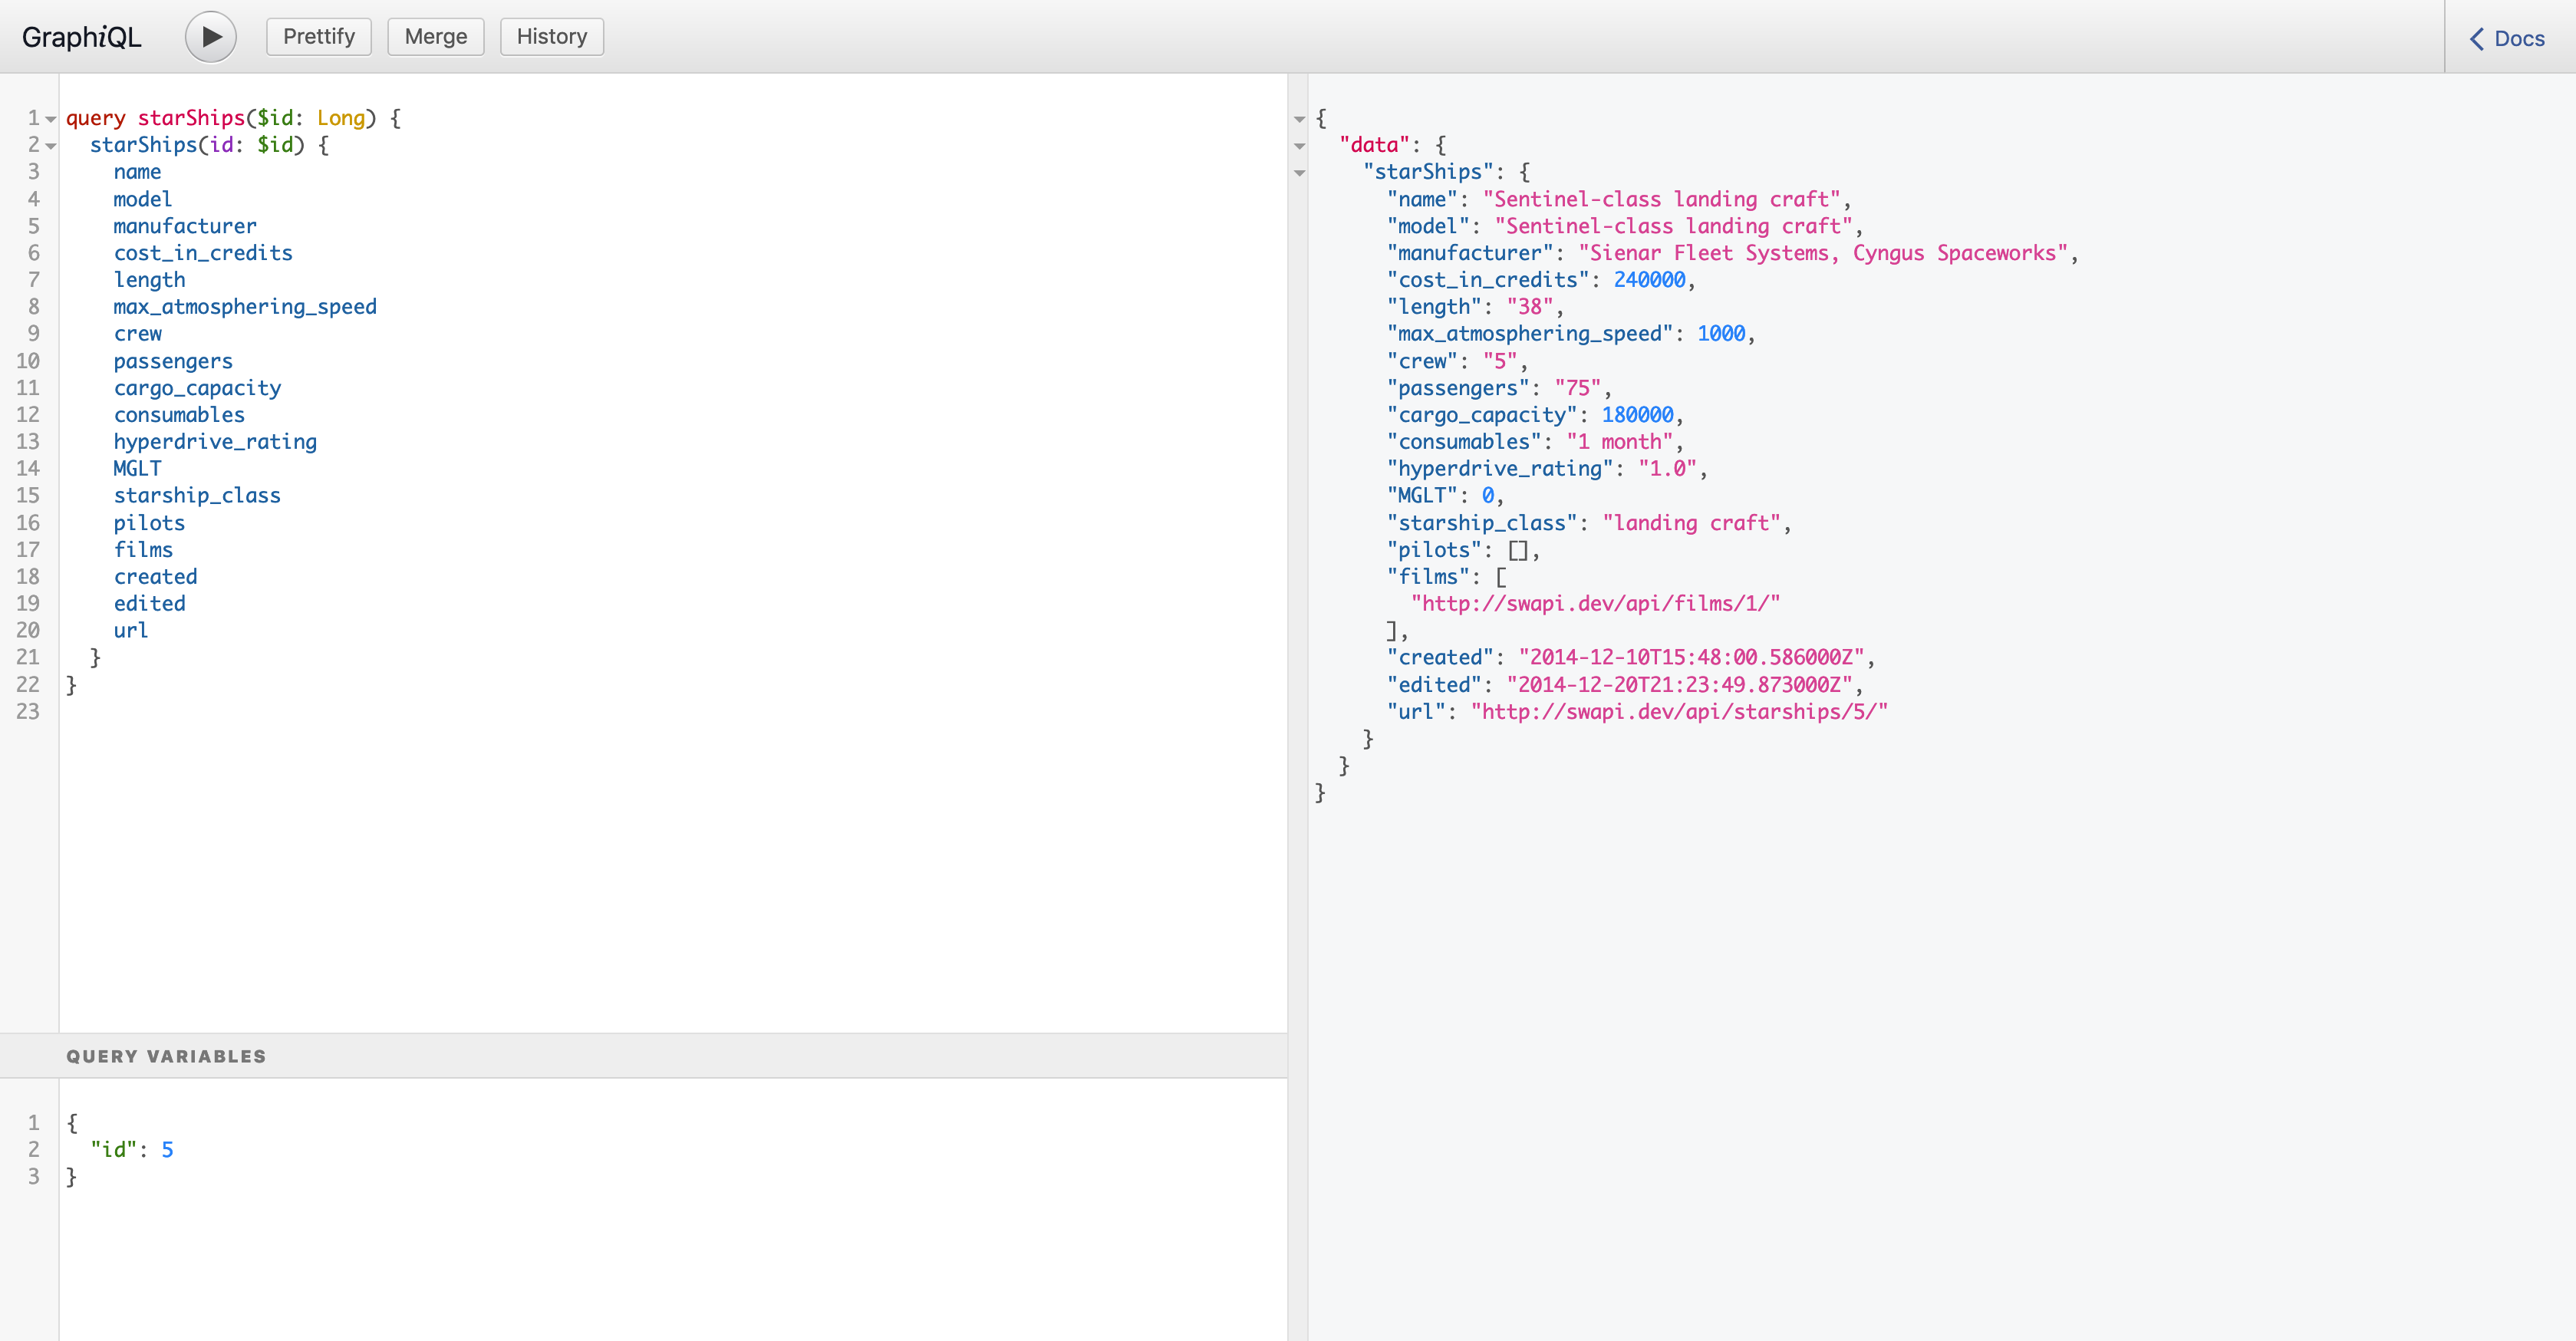 GraphiQL Prettify Merge History Docs
1 query starShips($id: Long) {
2   starShips(id: $id) {
3     name
4     model
5     manufacturer
6     cost_in_credits
7     length
8     max_atmosphering_speed
9     crew
10     passengers
11     cargo_capacity
12     consumables
13     hyperdrive_rating
14     MGLT
15     starship_class
16     pilots
17     films
18     created
19     edited
20     url
21   }
22 }
23
QUERY VARIABLES
1 {
2   "id": 5
3 }
{
  "data": {
    "starShips": {
      "name": "Sentinel-class landing craft",
      "model": "Sentinel-class landing craft",
      "manufacturer": "Sienar Fleet Systems, Cyngus Spaceworks",
      "cost_in_credits": 240000,
      "length": "38",
      "max_atmosphering_speed": 1000,
      "crew": "5",
      "passengers": "75",
      "cargo_capacity": 180000,
      "consumables": "1 month",
      "hyperdrive_rating": "1.0",
      "MGLT": 0,
      "starship_class": "landing craft",
      "pilots": [],
      "films": [
        "http://swapi.dev/api/films/1/"
      ],
      "created": "2014-12-10T15:48:00.586000Z",
      "edited": "2014-12-20T21:23:49.873000Z",
      "url": "http://swapi.dev/api/starships/5/"
    }
  }
}